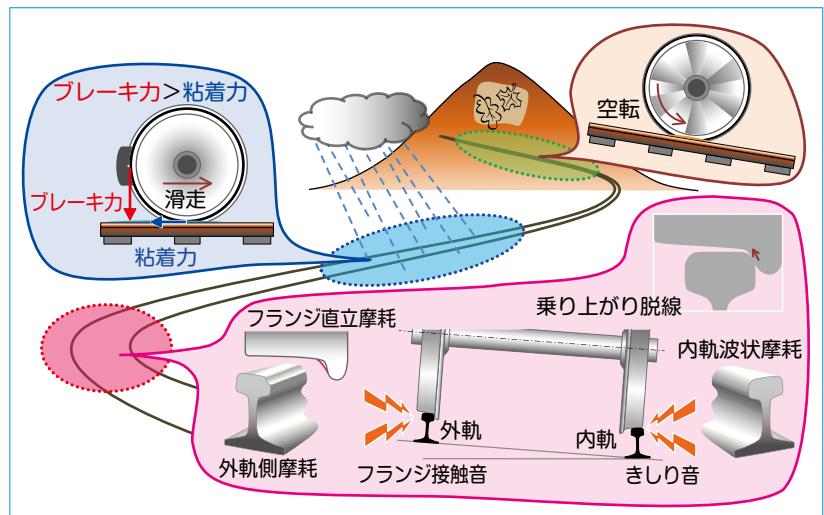 ブレーキ力>粘着力
滑走
ブレーキ力
粘着力
空転
乗り上がり脱線
フランジ直立摩耗
内軌波状摩耗
外軌
内軌
外軌側摩耗
フランジ接触音
きしり音